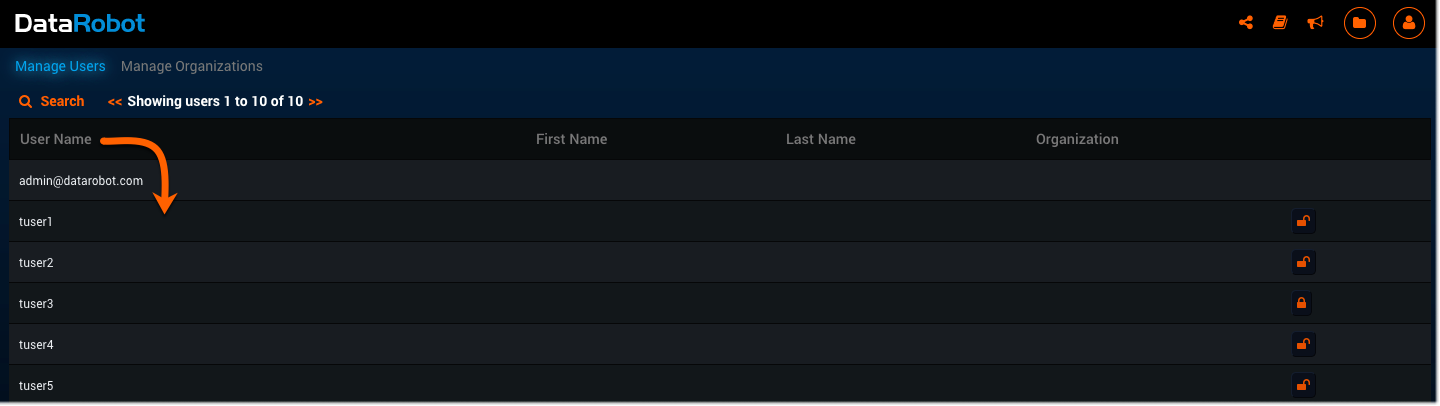 DataRobot
Manage Users Manage Organizations
Search << Showing users 1 to 10 of 10 >>
User Name First Name Last Name Organization
admin@datarobot.com
tuser1
tuser2
tuser3
tuser4
tuser5